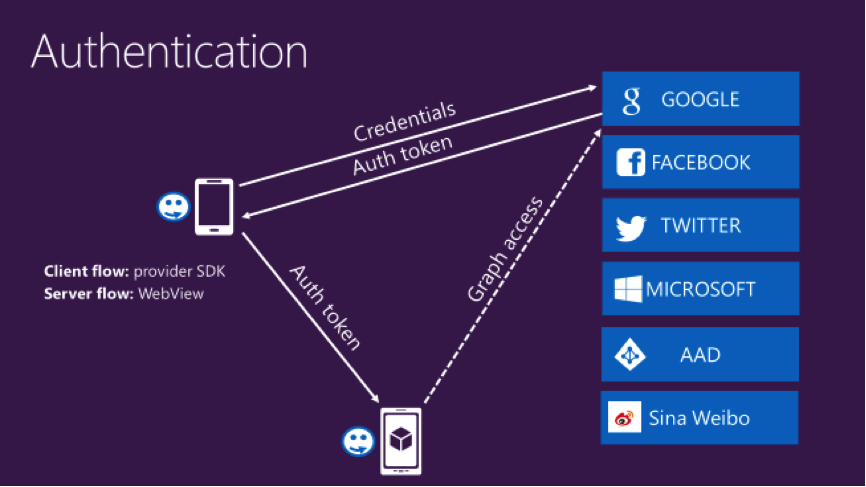 Authentication
Credentials
Auth token
GOOGLE
FACEBOOK
TWITTER
MICROSOFT
AAD
Sina Weibo
Client flow: provider SDK
Server flow: WebView
Auth token
Graph access